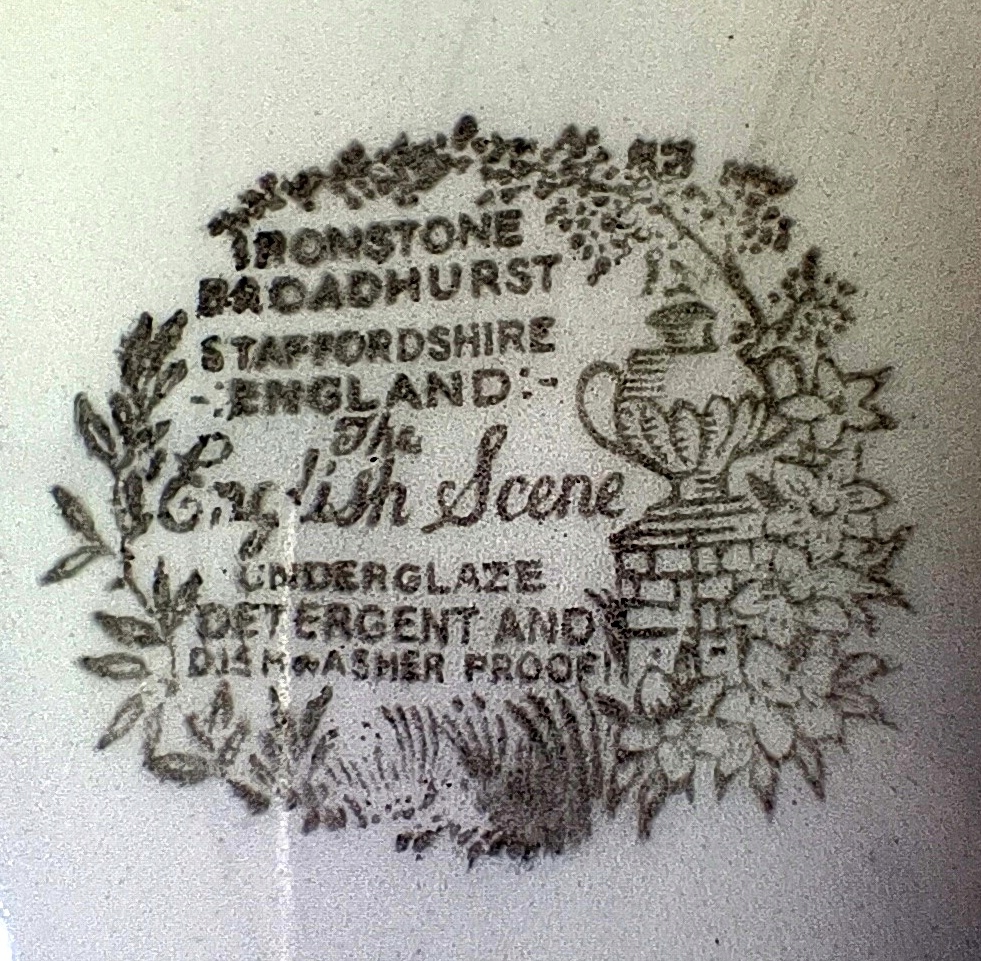 IRONSTONE
BROADHURST
STAFFORDSHIRE
-:ENGLAND:-
The
English Scene
UNDERGLAZE
DETERGENT AND
DISHWASHER PROOF